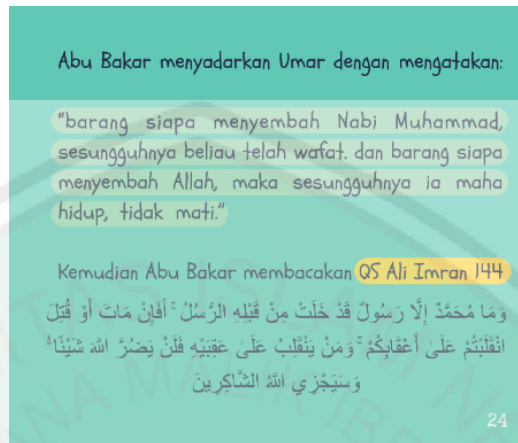 Abu Bakar menyadarkan Umar dengan mengatakan:
"barang siapa menyembah Nabi Muhammad,
sesungguhnya beliau telah wafat. dan barang siapa
menyembah Allah, maka sesungguhnya ia maha
hidup, tidak mati."
Kemudian Abu Bakar membacakan QS Ali Imran 144
وَمَا مُحَمَّدٌ إِلَّا رَسُولٌ قَدْ خَلَتْ مِنْ قَبْلِهِ الرُّسُلُ ۚ أَفَإِنْ مَاتَ أَوْ قُتِلَ
انْقَلَبْتُمْ عَلَىٰ أَعْقَابِكُمْ ۚ وَمَنْ يَنْقَلِبْ عَلَىٰ عَقِبَيْهِ فَلَنْ يَضُرَّ اللَّهَ شَيْئًا ۗ
وَسَيَجْزِي اللَّهُ الشَّاكِرِينَ
24